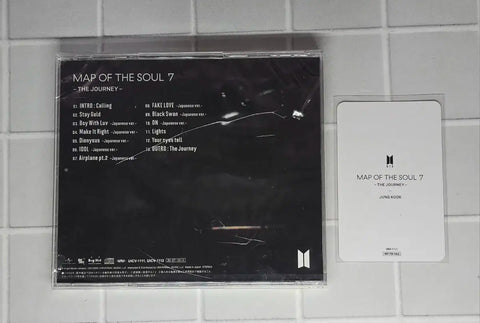 MAP OF THE SOUL 7
~ THE JOURNEY ~
01. INTRO : Calling
02. Stay Gold
03. Boy With Luv -Japanese ver.-
04. Make It Right -Japanese ver.-
05. Dionysus -Japanese ver.-
06. IDOL -Japanese ver.-
07. Airplane pt.2 -Japanese ver.-
08. FAKE LOVE -Japanese ver.-
09. Black Swan -Japanese ver.-
10. ON -Japanese ver.-
11. Lights
12. Your eyes tell
13. OUTRO : The Journey
BTS
MAP OF THE SOUL 7
~ THE JOURNEY ~
JUNG KOOK